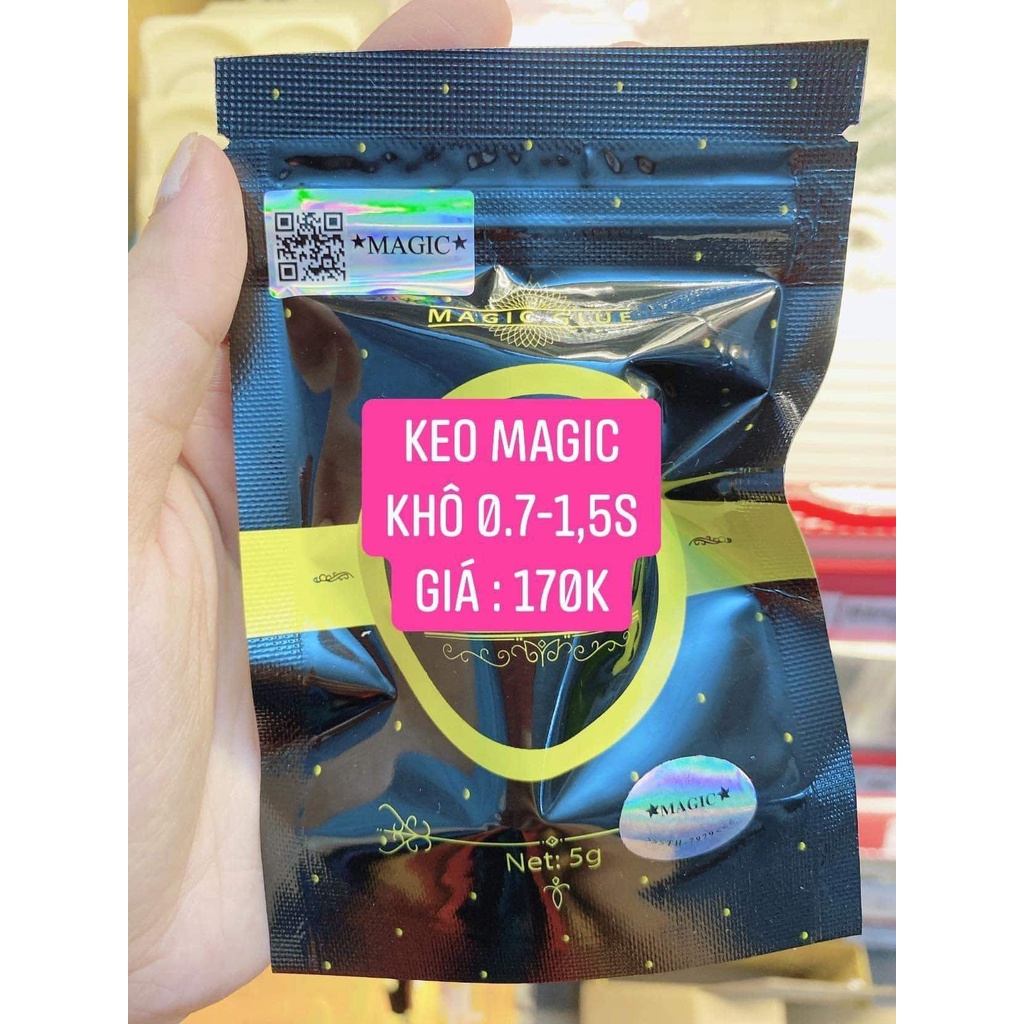 ★MAGIC★
MAGIC GLUE
KEO MAGIC
KHÔ 0.7-1,5S
GIÁ : 170K
★MAGIC★
Net: 5g